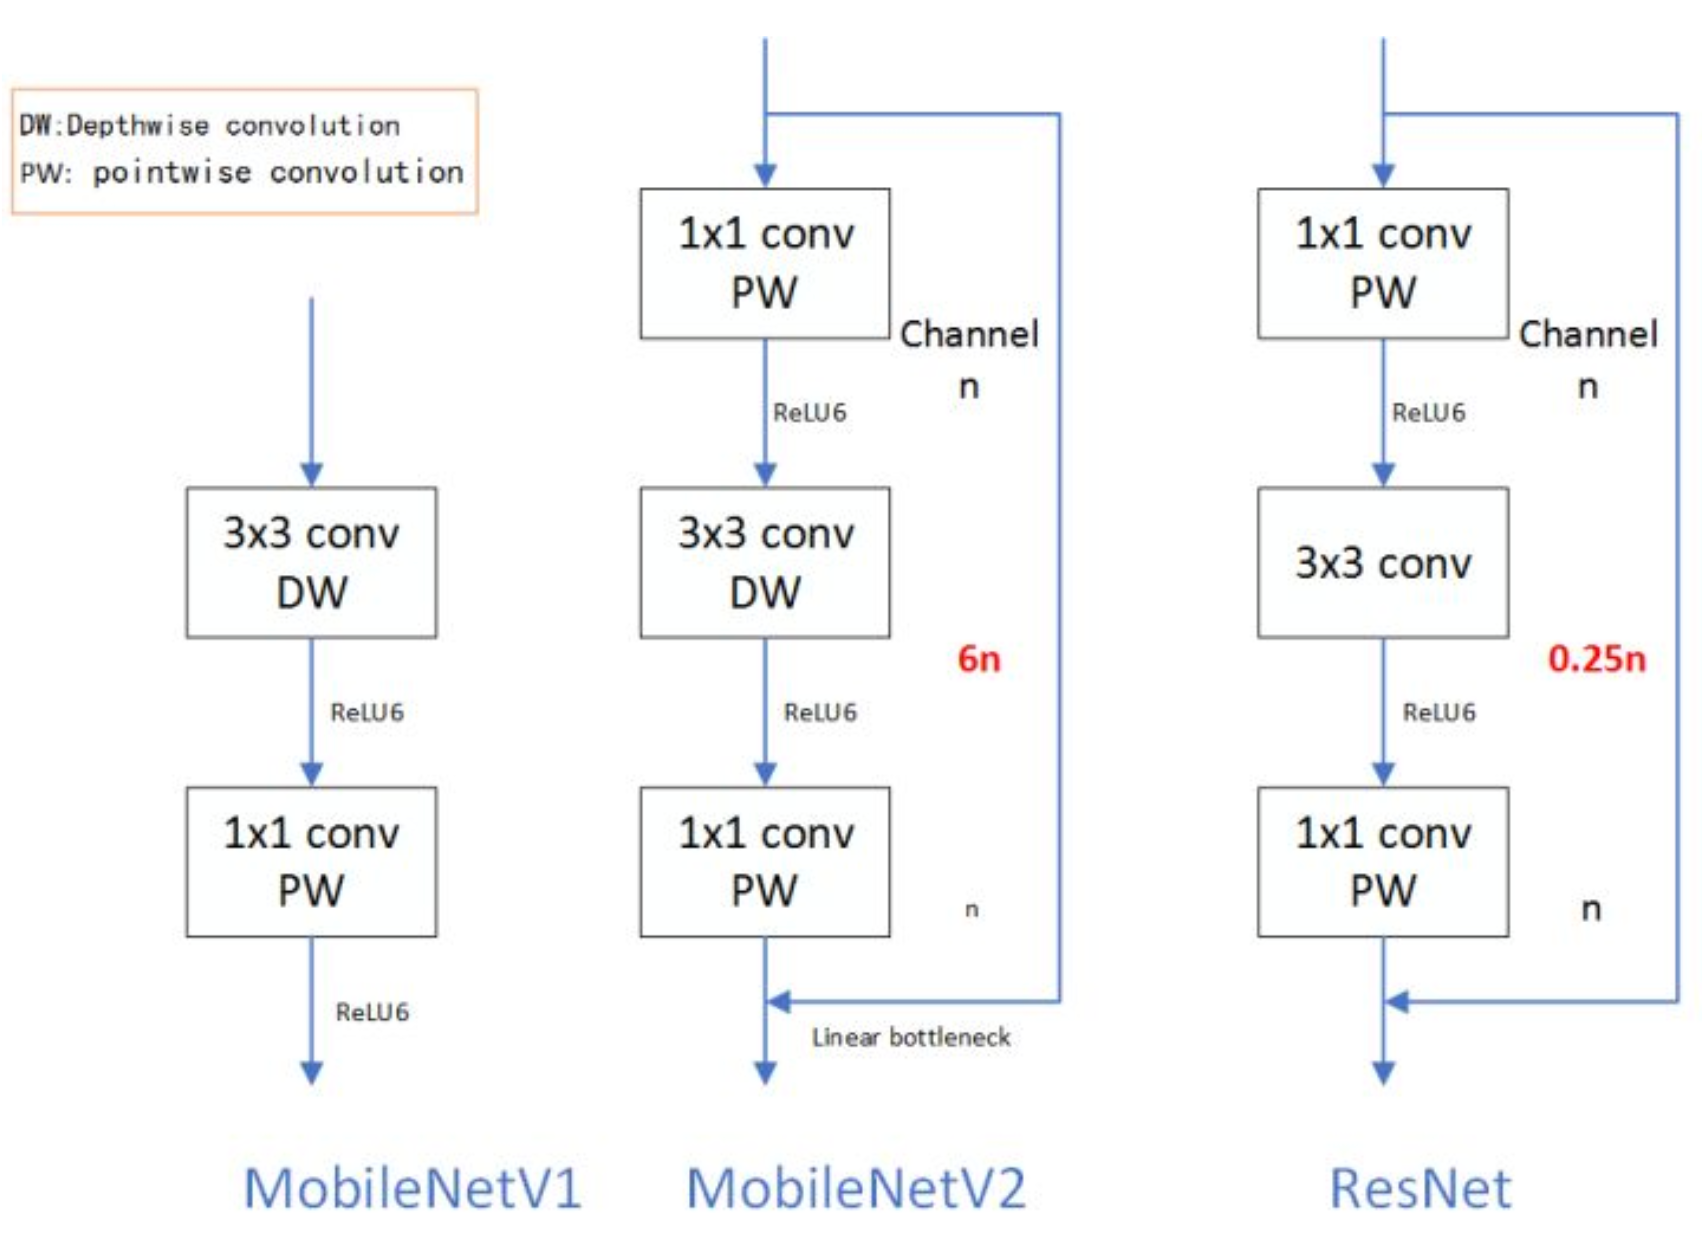 DW:Depthwise convolution
PW: pointwise convolution
3x3 conv
DW
ReLU6
1x1 conv
PW
ReLU6
MobileNetV1
1x1 conv
PW
Channel
n
ReLU6
3x3 conv
DW
6n
ReLU6
1x1 conv
PW
n
Linear bottleneck
MobileNetV2
1x1 conv
PW
Channel
n
ReLU6
3x3 conv
0.25n
ReLU6
1x1 conv
PW
n
ResNet